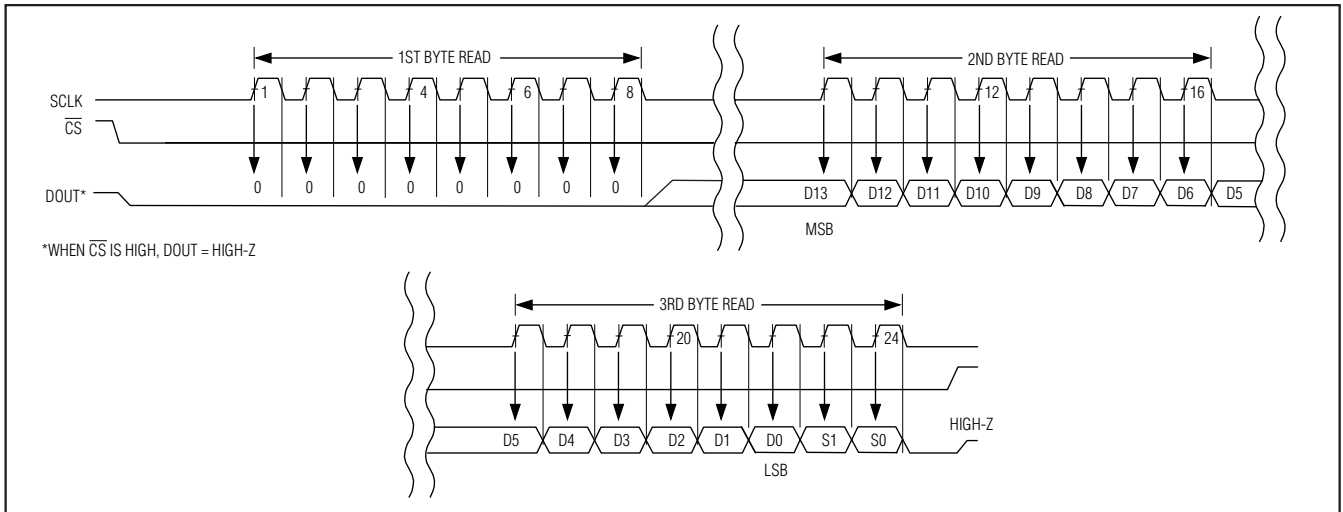 1ST BYTE READ
2ND BYTE READ
SCLK
1
4
6
8
12
16
CS
DOUT*
0 0 0 0 0 0 0 0
D13 D12 D11 D10 D9 D8 D7 D6 D5
MSB
*WHEN CS IS HIGH, DOUT = HIGH-Z
3RD BYTE READ
20
24
HIGH-Z
D5 D4 D3 D2 D1 D0 S1 S0
LSB